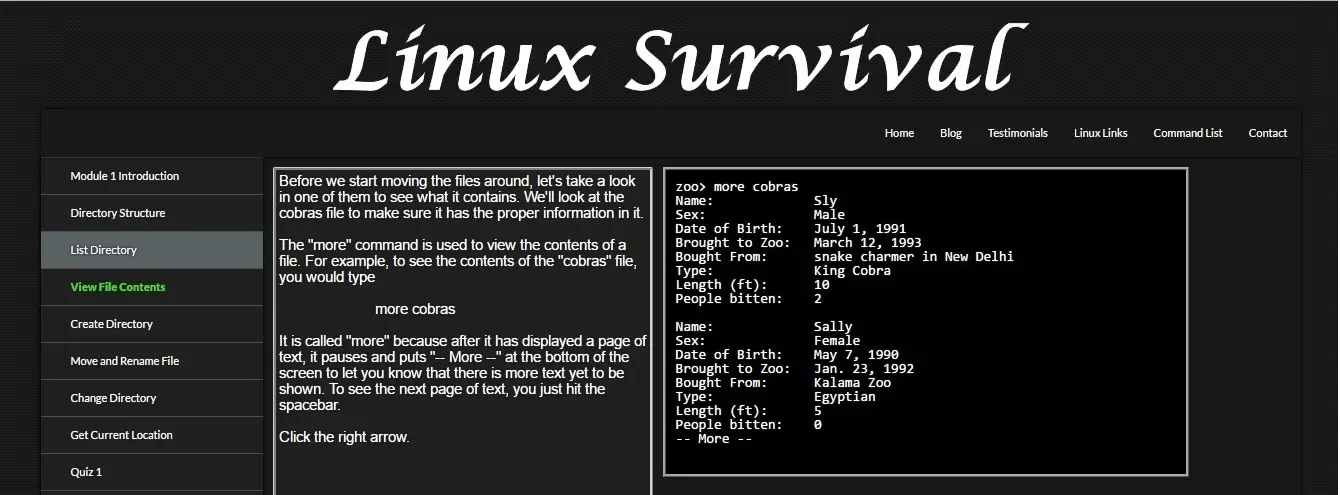 Linux Survival
Home Blog Testimonials Linux Links Command List Contact
Module 1 Introduction
Directory Structure
List Directory
View File Contents
Create Directory
Move and Rename File
Change Directory
Get Current Location
Quiz 1
Before we start moving the files around, let's take a look
in one of them to see what it contains. We'll look at the
cobras file to make sure it has the proper information in it.
The "more" command is used to view the contents of a
file. For example, to see the contents of the "cobras" file,
you would type
more cobras
It is called "more" because after it has displayed a page of
text, it pauses and puts "-- More --" at the bottom of the
screen to let you know that there is more text yet to be
shown. To see the next page of text, you just hit the
spacebar.
Click the right arrow.
zoo> more cobras
Name: Sly
Sex: Male
Date of Birth: July 1, 1991
Brought to Zoo: March 12, 1993
Bought From: snake charmer in New Delhi
Type: King Cobra
Length (ft): 10
People bitten: 2
Name: Sally
Sex: Female
Date of Birth: May 7, 1990
Brought to Zoo: Jan. 23, 1992
Bought From: Kalama Zoo
Type: Egyptian
Length (ft): 5
People bitten: 0
-- More --